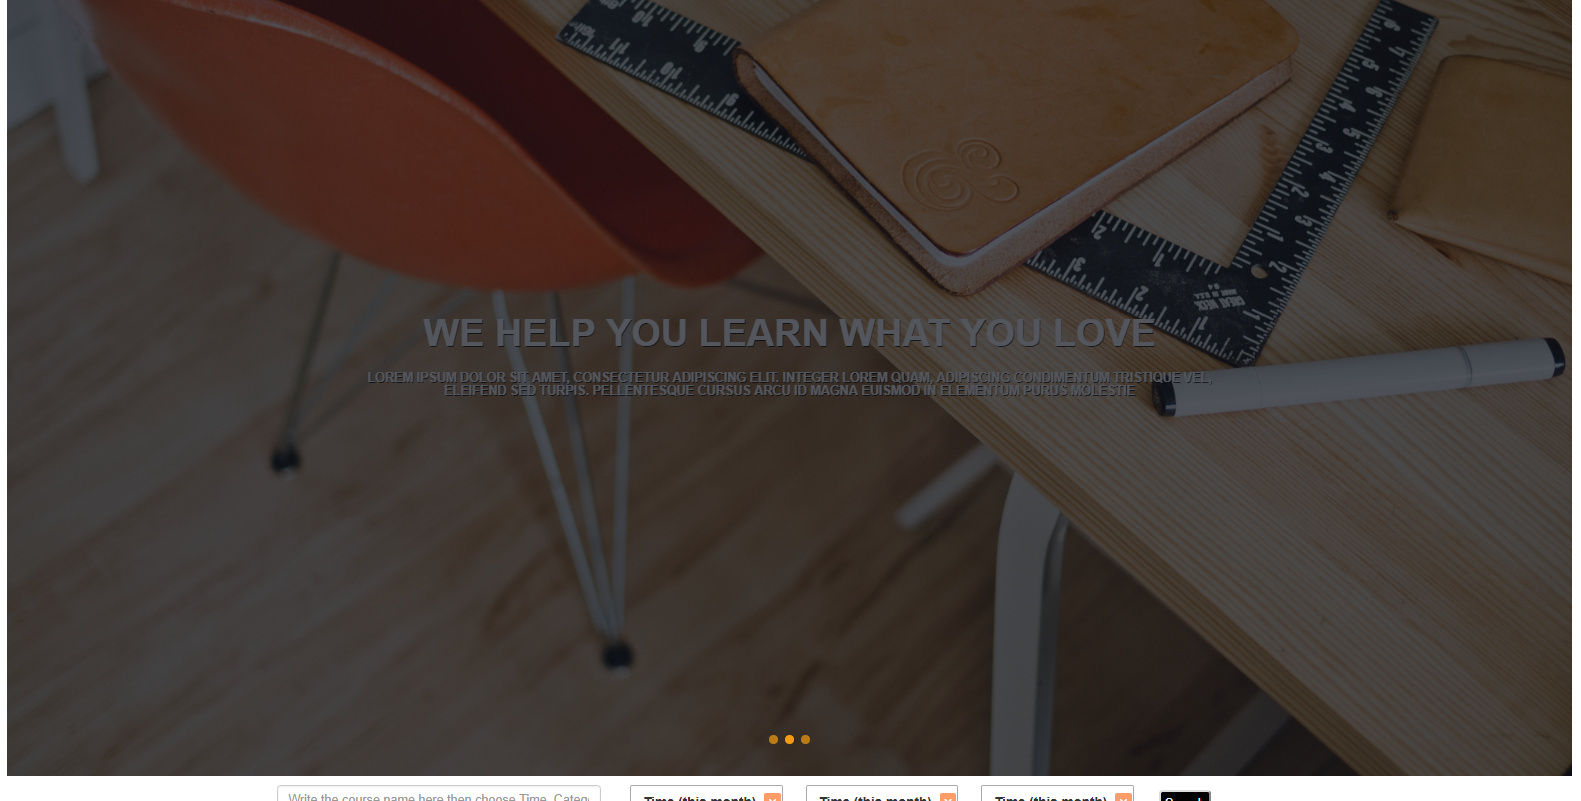 WE HELP YOU LEARN WHAT YOU LOVE
LOREM IPSUM DOLOR SIT AMET, CONSECTETUR ADIPISCING ELIT. INTEGER LOREM QUAM, ADIPISCING CONDIMENTUM TRISTIQUE VEL,
ELEIFEND SED TURPIS. PELLENTESQUE CURSUS ARCU ID MAGNA EUISMOD IN ELEMENTUM PURUS MOLESTIE
Write the course name here then choose Time, Categ
Time (this month) Time (this month) Time (this month) Search